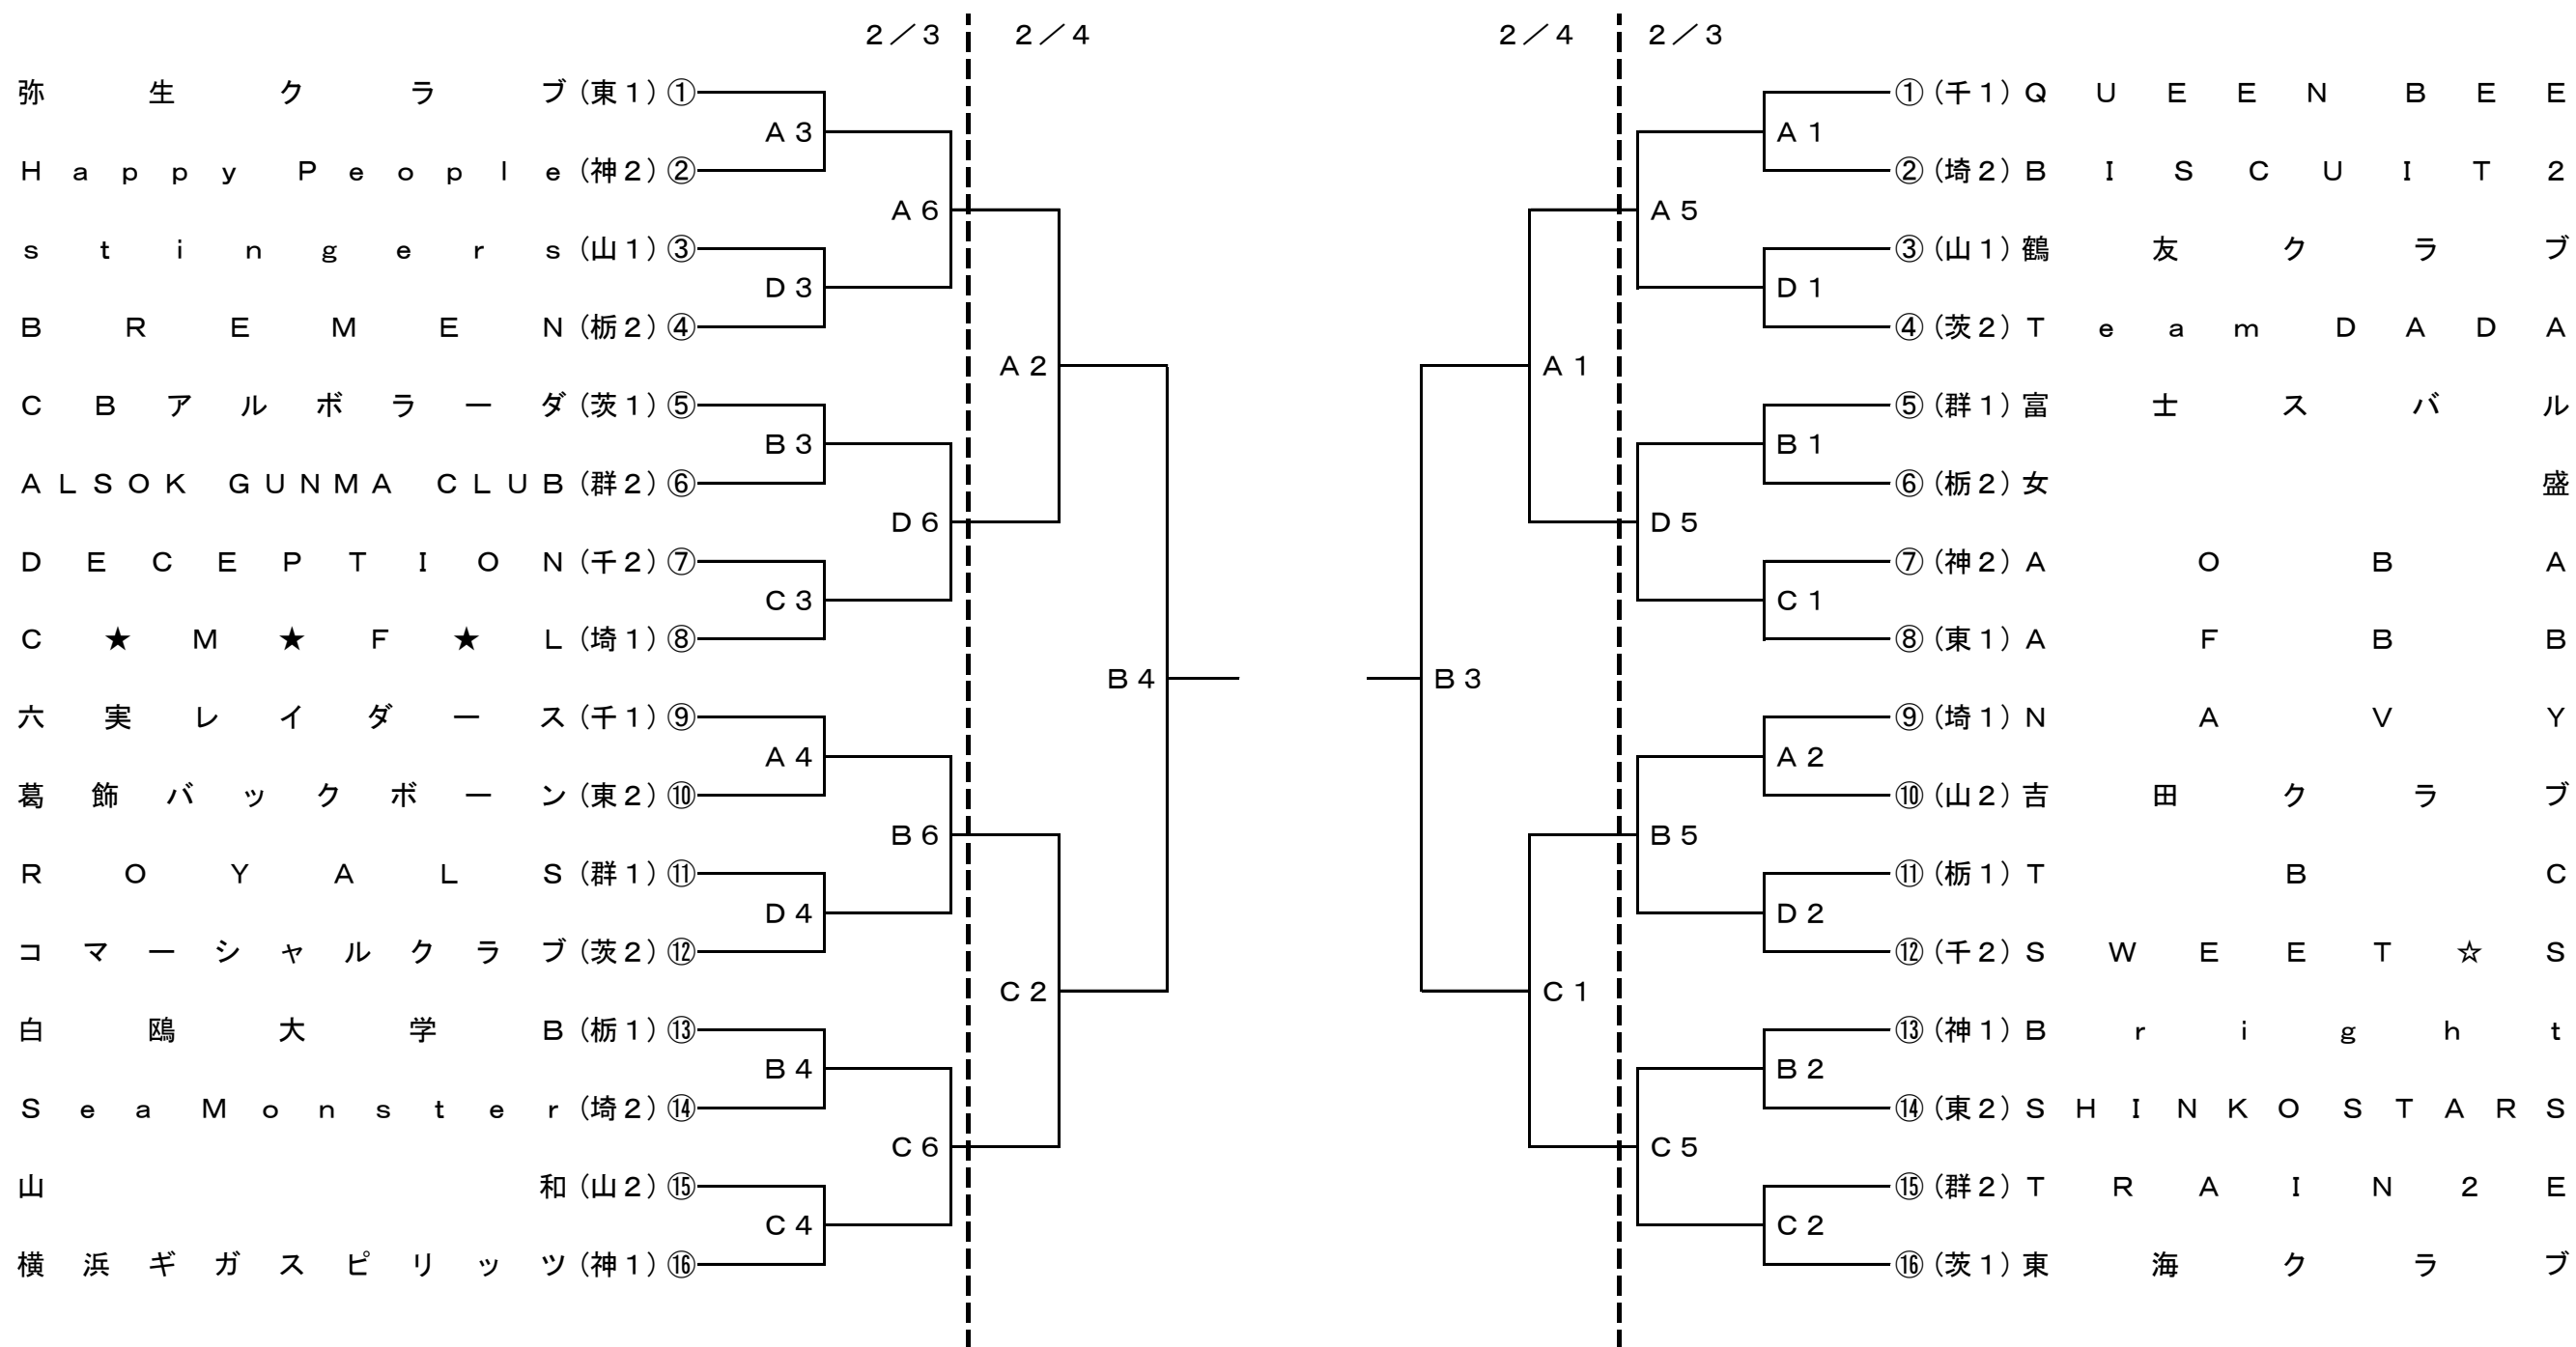 2／3 2／4 2／4 2／3
弥生クラブ（東1）① ①（千1）QUEEN BEE
A3 A1
Happy People（神2）② ②（埼2）BISCUIT2
A6 A5
stingers（山1）③ ③（山1）鶴友クラブ
D3 D1
BREMEN（栃2）④ ④（茨2）Team DADA
A2 A1
CBアルボラーダ（茨1）⑤ ⑤（群1）富士スバル
B3 B1
ALSOK GUNMA CLUB（群2）⑥ ⑥（栃2）女盛
D6 D5
DECEPTION（千2）⑦ ⑦（神2）AOBA
C3 C1
C★M★F★L（埼1）⑧ ⑧（東1）AFBB
B4 B3
六実レイダース（千1）⑨ ⑨（埼1）NAVY
A4 A2
葛飾バックボーン（東2）⑩ ⑩（山2）吉田クラブ
B6 B5
ROYALS（群1）⑪ ⑪（栃1）TBC
D4 D2
コマーシャルクラブ（茨2）⑫ ⑫（千2）SWEET☆S
C2 C1
白鴎大学B（栃1）⑬ ⑬（神1）Bright
B4 B2
SeaMonster（埼2）⑭ ⑭（東2）SHINKO STARS
C6 C5
山和（山2）⑮ ⑮（群2）TRAIN2E
C4 C2
横浜ギガスピリッツ（神1）⑯ ⑯（茨1）東海クラブ